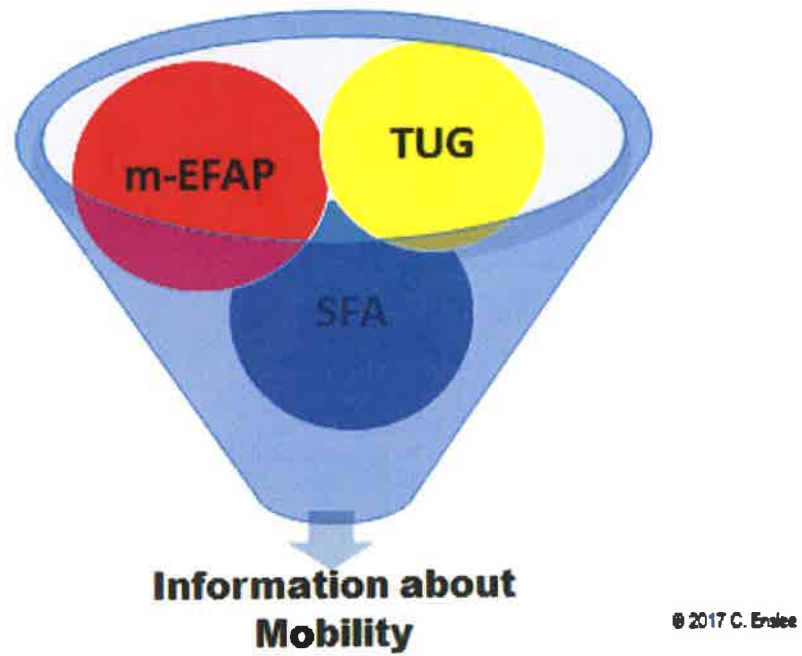 m-EFAP
TUG
SFA
Information about
Mobility
© 2017 C. Enslee